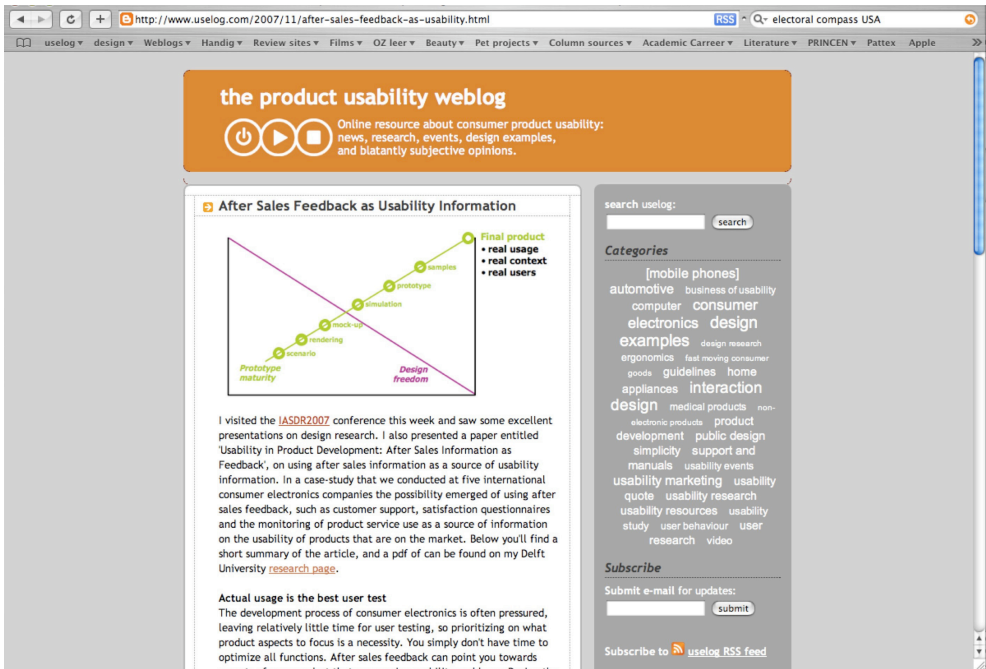 http://www.uselog.com/2007/11/after-sales-feedback-as-usability.html
RSS
electoral compass USA
uselog
design
Weblogs
Handig
Review sites
Films
OZ leer
Beauty
Pet projects
Column sources
Academic Carreer
Literature
PRINCEN
Pattex
Apple
the product usability weblog
Online resource about consumer product usability:
news, research, events, design examples,
and blatantly subjective opinions.
After Sales Feedback as Usability Information
Final product
• real usage
• real context
• real users
samples
prototype
simulation
mock-up
rendering
scenario
Prototype
maturity
Design
freedom
I visited the IASDR2007 conference this week and saw some excellent
presentations on design research. I also presented a paper entitled
'Usability in Product Development: After Sales Information as
Feedback', on using after sales information as a source of usability
information. In a case-study that we conducted at five international
consumer electronics companies the possibility emerged of using after
sales feedback, such as customer support, satisfaction questionnaires
and the monitoring of product service use as a source of information
on the usability of products that are on the market. Below you'll find a
short summary of the article, and a pdf of can be found on my Delft
University research page.
Actual usage is the best user test
The development process of consumer electronics is often pressured,
leaving relatively little time for user testing, so prioritizing on what
product aspects to focus is a necessity. You simply don't have time to
optimize all functions. After sales feedback can point you towards
search uselog:
search
Categories
[mobile phones]
automotive business of usability
computer consumer
electronics design
examples design research
ergonomics fast moving consumer
goods guidelines home
appliances interaction
design medical products non-
electronic products product
development public design
simplicity support and
manuals usability events
usability marketing usability
quote usability research
usability resources usability
study user behaviour user
research video
Subscribe
Submit e-mail for updates:
submit
Subscribe to uselog RSS feed